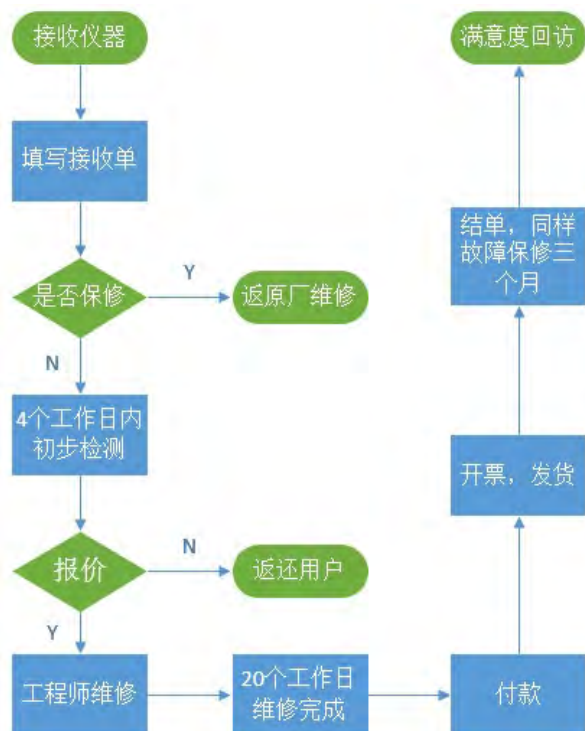 接收仪器
填写接收单
是否保修
Y
返原厂维修
N
4个工作日内
初步检测
报价
N
返还用户
Y
工程师维修
20个工作日
维修完成
付款
开票，发货
结单，同样
故障保修三
个月
满意度回访